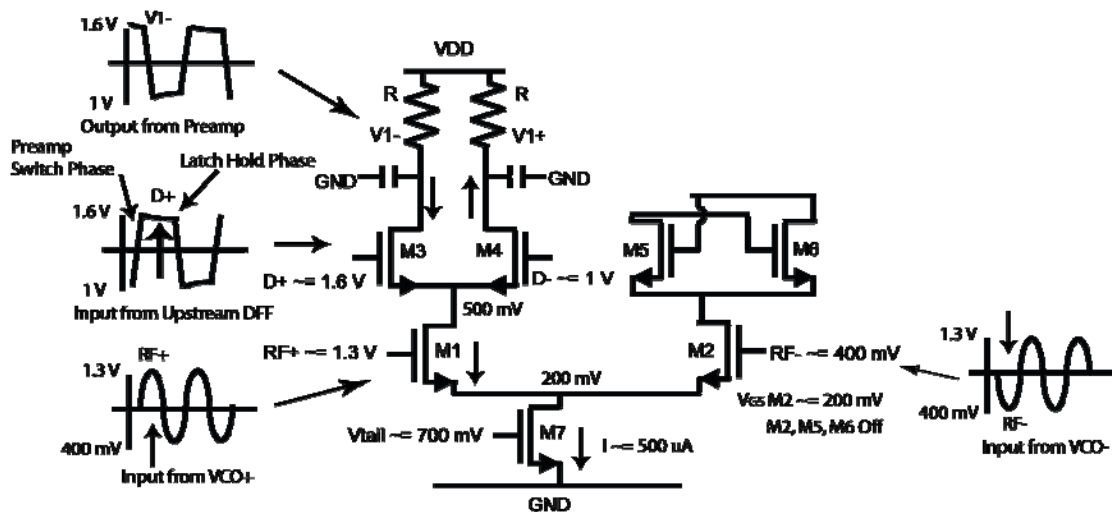 1.6 V
V1-
1 V
Output from Preamp
Preamp
Switch Phase
Latch Hold Phase
D+
1.6 V
1 V
Input from Upstream DFF
RF+
1.3 V
400 mV
Input from VCO+
VDD
R
R
V1-
V1+
GND
GND
M3
M4
D+ ~= 1.6 V
D- ~= 1 V
500 mV
M5
M6
RF+ ~= 1.3 V
M1
M2
RF- ~= 400 mV
200 mV
VGS M2 ~= 200 mV
M2, M5, M6 Off
Vtail ~= 700 mV
M7
I ~= 500 uA
GND
1.3 V
400 mV
RF-
Input from VCO-